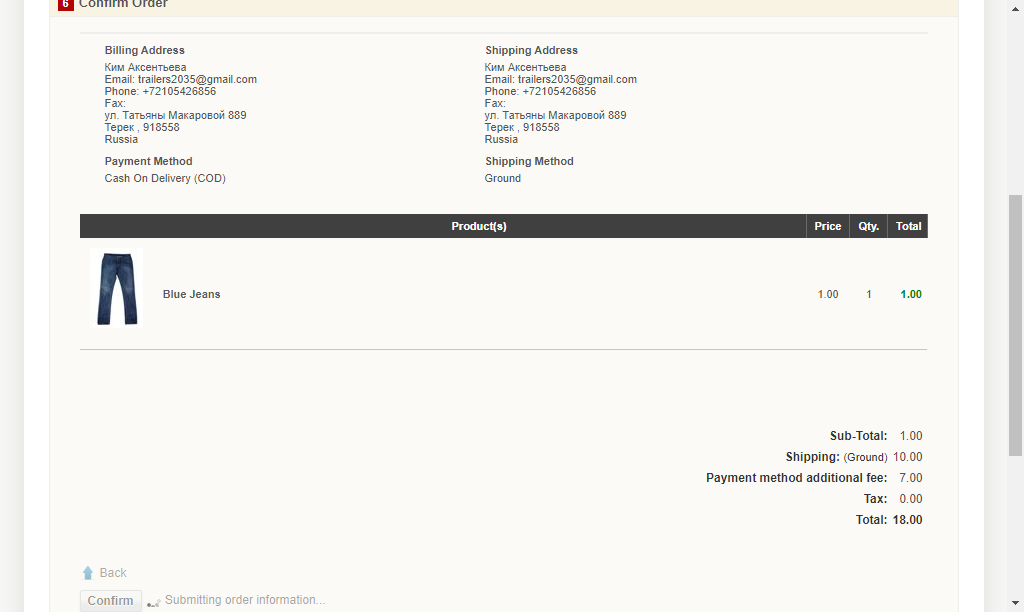 6 Confirm Order
Billing Address
Ким Аксентьева
Email: trailers2035@gmail.com
Phone: +72105426856
Fax:
ул. Татьяны Макаровой 889
Терек , 918558
Russia
Payment Method
Cash On Delivery (COD)
Shipping Address
Ким Аксентьева
Email: trailers2035@gmail.com
Phone: +72105426856
Fax:
ул. Татьяны Макаровой 889
Терек , 918558
Russia
Shipping Method
Ground
Product(s) Price Qty. Total
Blue Jeans 1.00 1 1.00
Sub-Total: 1.00
Shipping: (Ground) 10.00
Payment method additional fee: 7.00
Tax: 0.00
Total: 18.00
Back
Confirm Submitting order information...